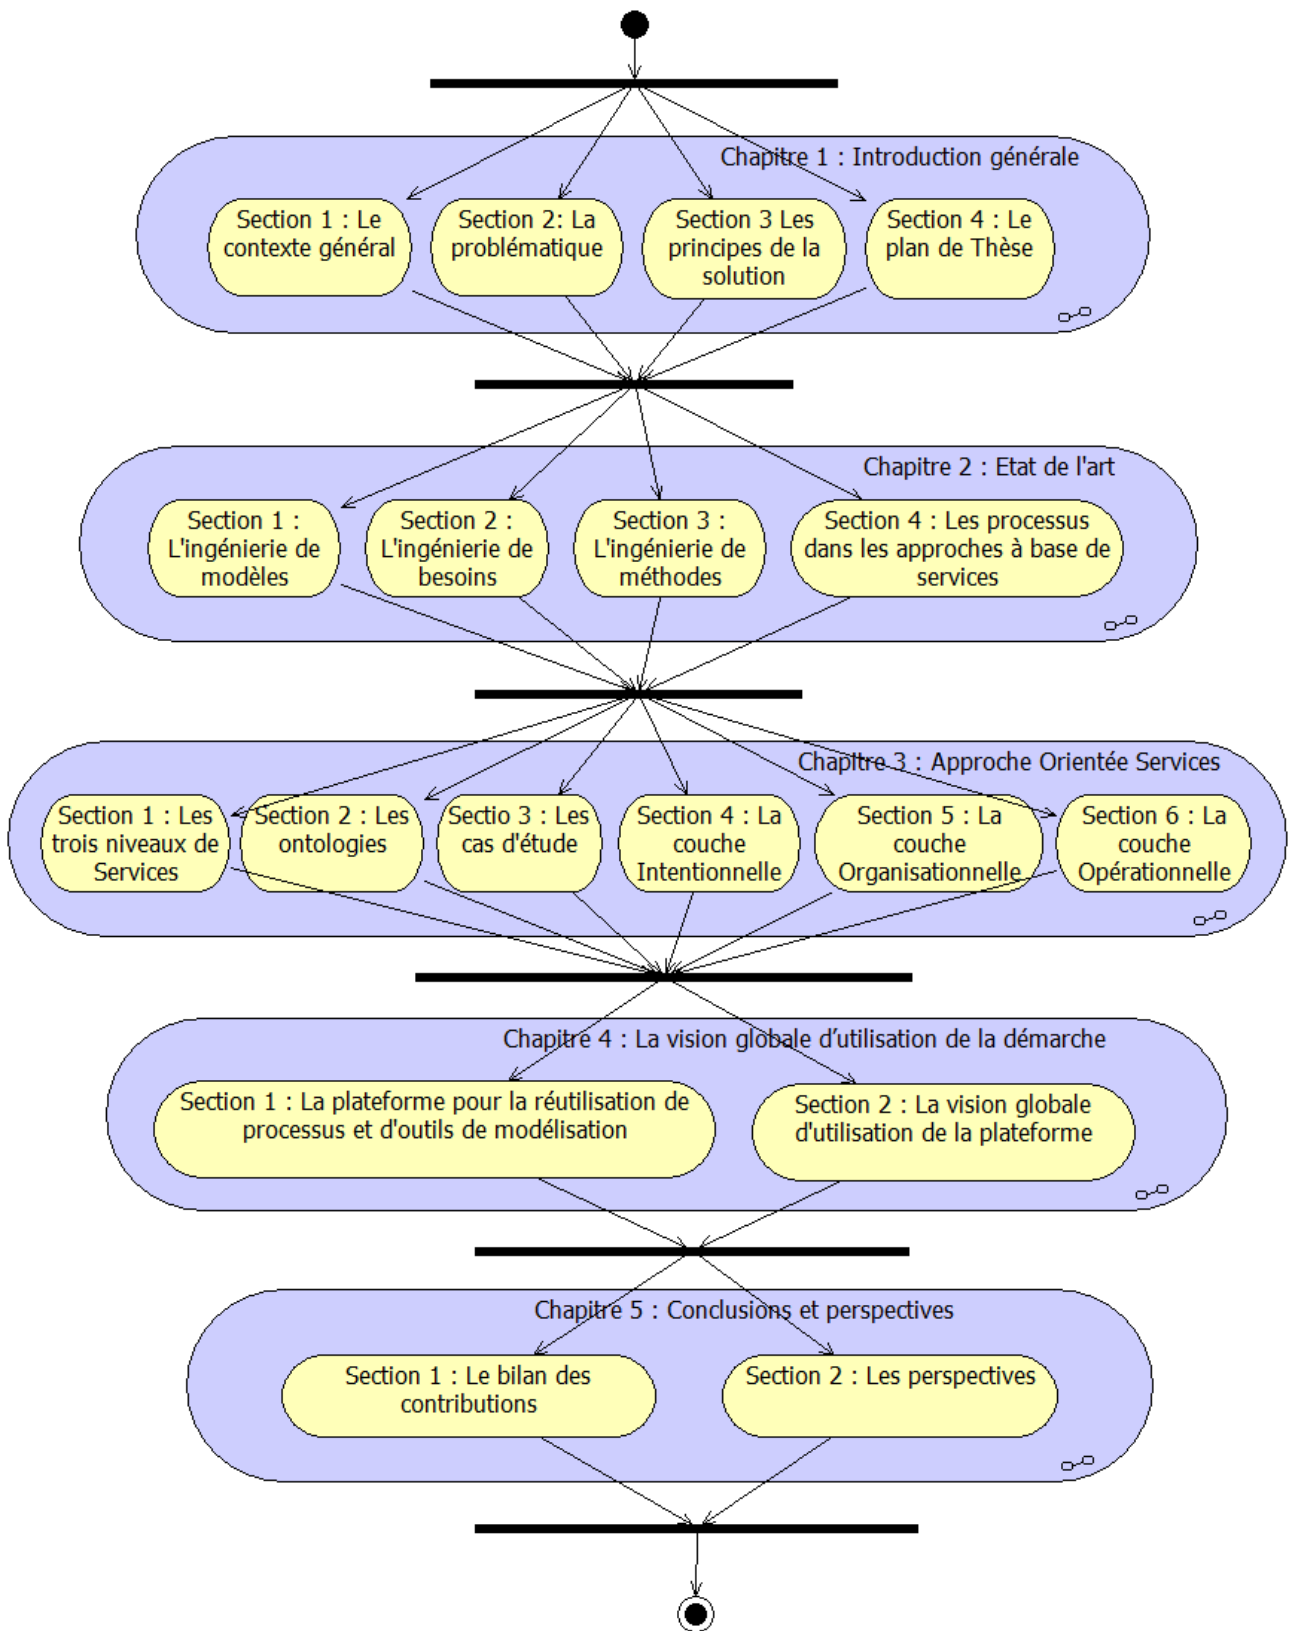 Chapitre 1 : Introduction générale
Section 1 : Le
contexte général
Section 2: La
problématique
Section 3 Les
principes de la
solution
Section 4 : Le
plan de Thèse
Chapitre 2 : Etat de l'art
Section 1 :
L'ingénierie de
modèles
Section 2 :
L'ingénierie de
besoins
Section 3 :
L'ingénierie de
méthodes
Section 4 : Les processus
dans les approches à base de
services
Chapitre 3 : Approche Orientée Services
Section 1 : Les
trois niveaux de
Services
Section 2 : Les
ontologies
Sectio 3 : Les
cas d'étude
Section 4 : La
couche
Intentionnelle
Section 5 : La
couche
Organisationnelle
Section 6 : La
couche
Opérationnelle
Chapitre 4 : La vision globale d’utilisation de la démarche
Section 1 : La plateforme pour la réutilisation de
processus et d'outils de modélisation
Section 2 : La vision globale
d'utilisation de la plateforme
Chapitre 5 : Conclusions et perspectives
Section 1 : Le bilan des
contributions
Section 2 : Les perspectives